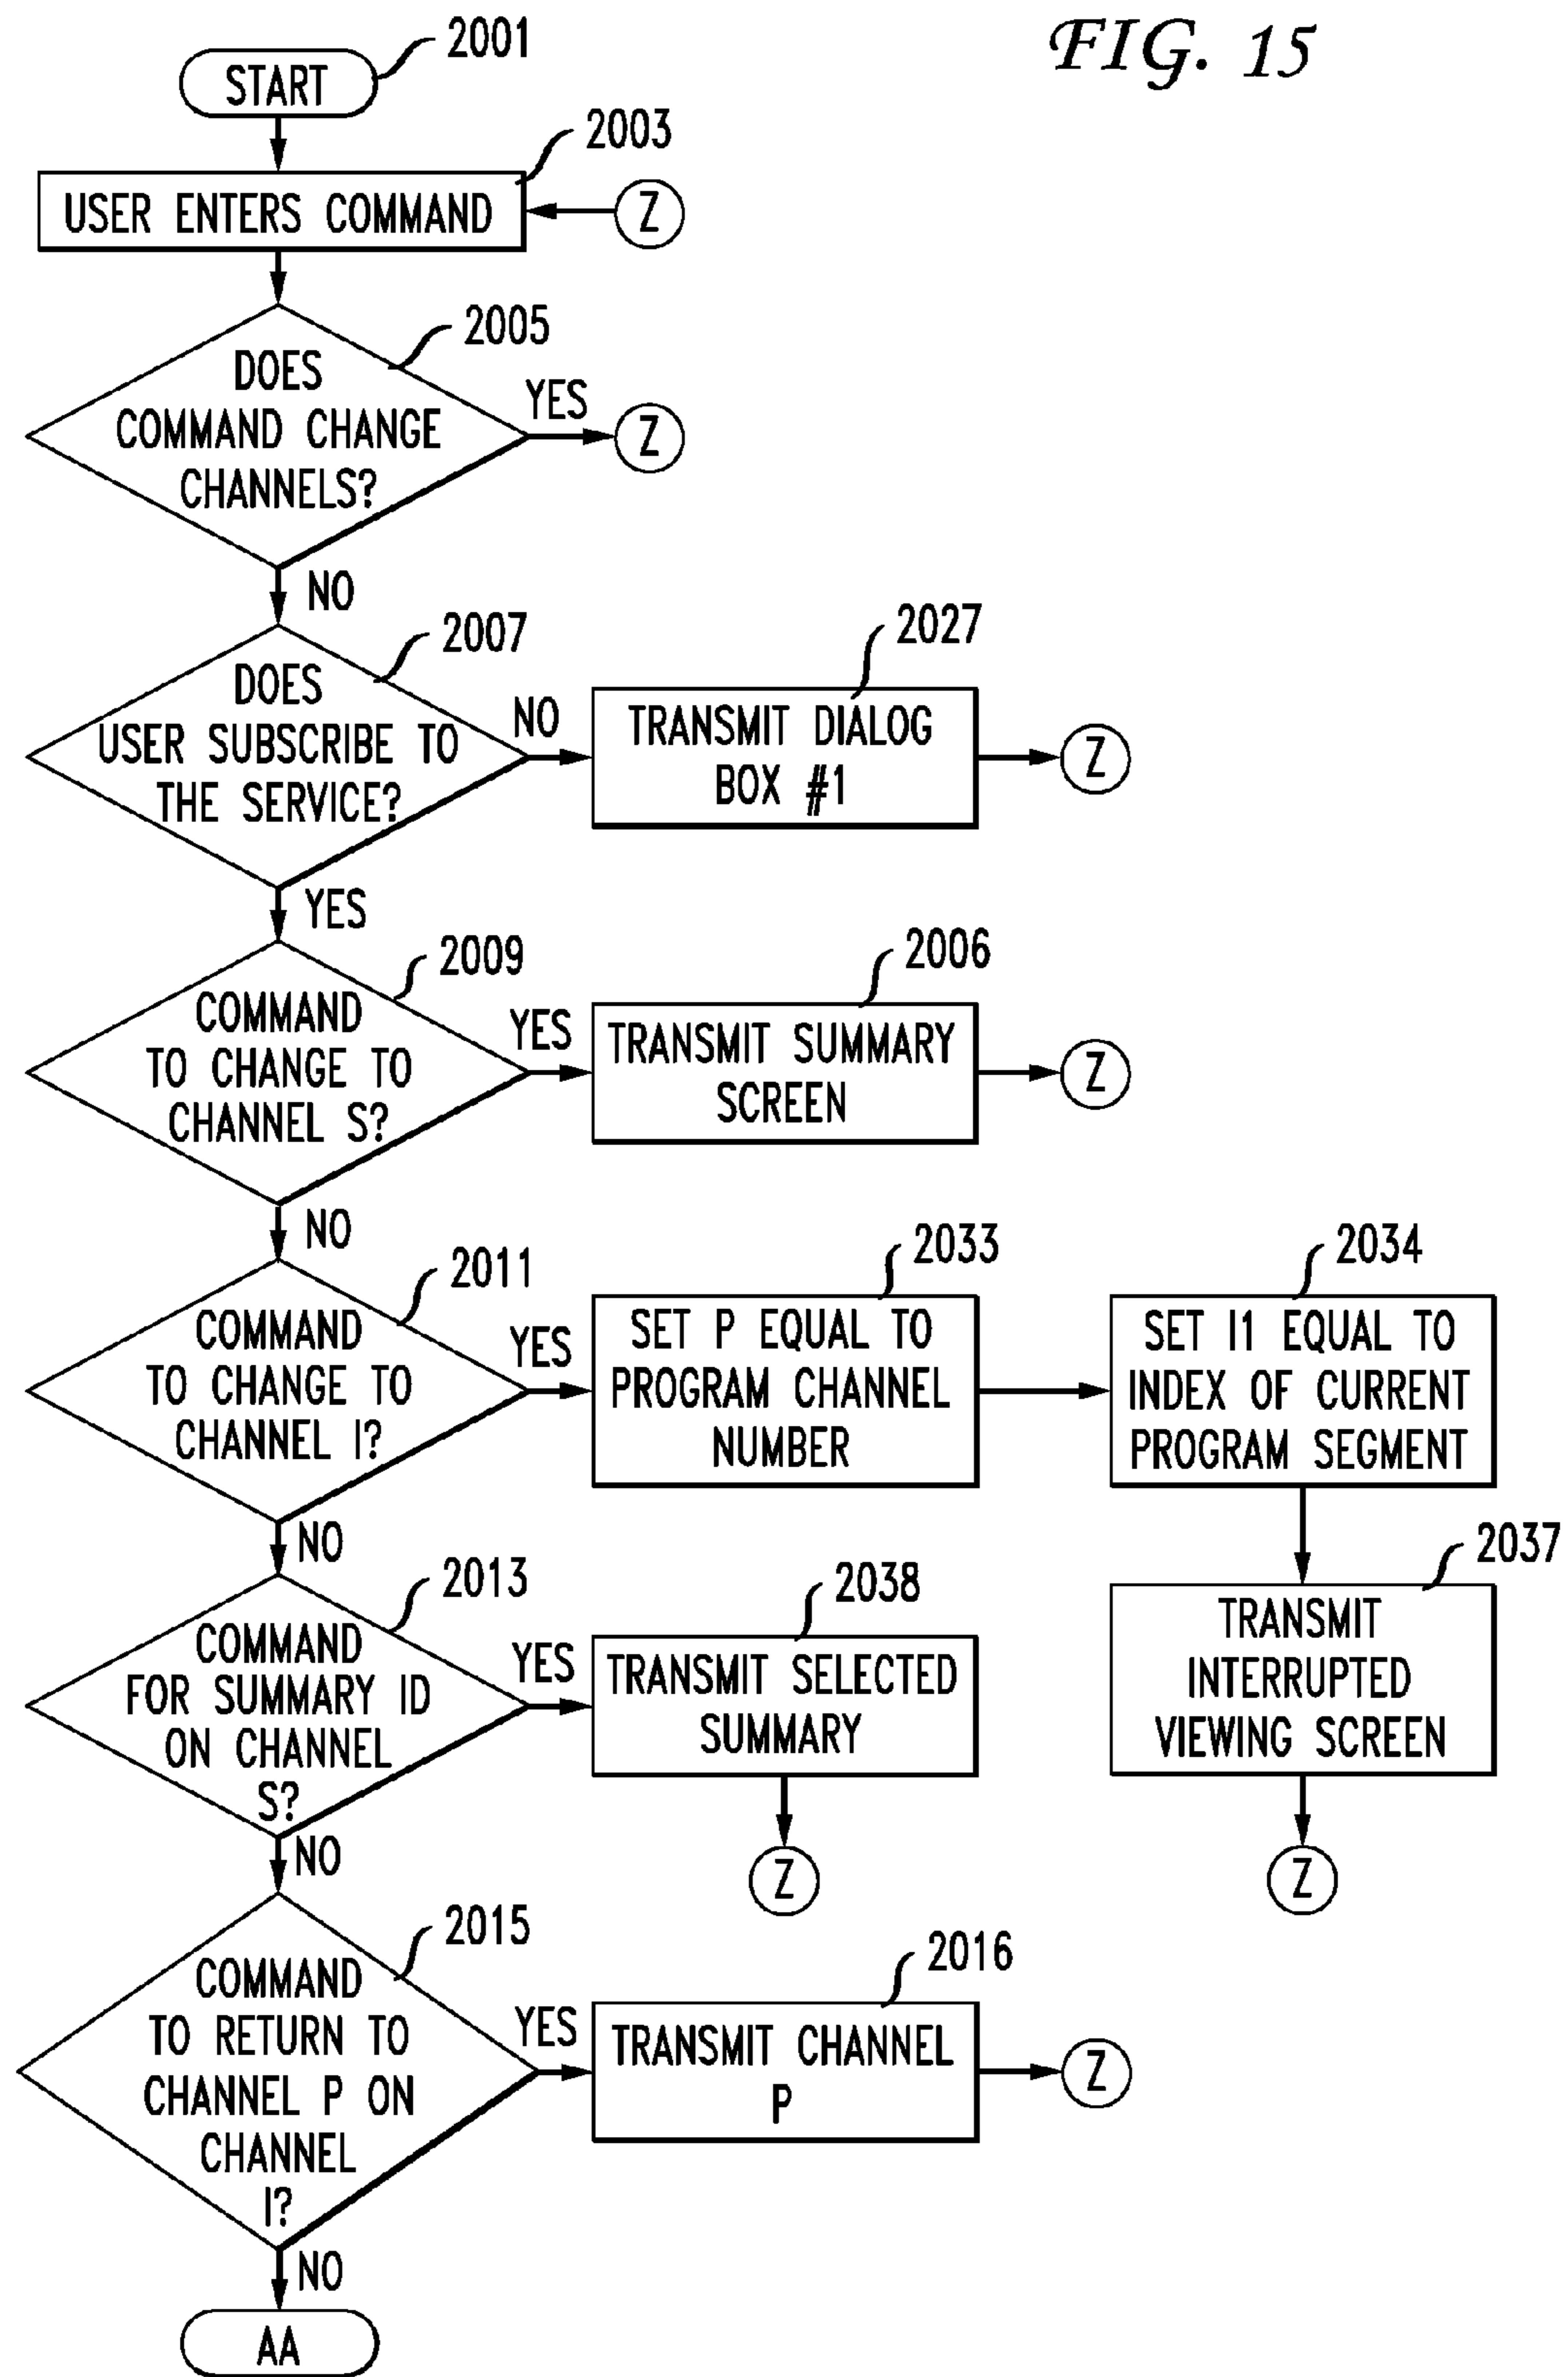 FIG. 15
2001
START
2003
USER ENTERS COMMAND
Z
2005
DOES
COMMAND CHANGE
CHANNELS?
YES
Z
NO
2007
DOES
USER SUBSCRIBE TO
THE SERVICE?
NO
2027
TRANSMIT DIALOG
BOX #1
Z
YES
2009
COMMAND
TO CHANGE TO
CHANNEL S?
YES
2006
TRANSMIT SUMMARY
SCREEN
Z
NO
2011
COMMAND
TO CHANGE TO
CHANNEL I?
YES
2033
SET P EQUAL TO
PROGRAM CHANNEL
NUMBER
2034
SET I1 EQUAL TO
INDEX OF CURRENT
PROGRAM SEGMENT
2037
TRANSMIT
INTERRUPTED
VIEWING SCREEN
Z
NO
2013
COMMAND
FOR SUMMARY ID
ON CHANNEL
S?
YES
2038
TRANSMIT SELECTED
SUMMARY
Z
NO
2015
COMMAND
TO RETURN TO
CHANNEL P ON
CHANNEL
I?
YES
2016
TRANSMIT CHANNEL
P
Z
NO
AA